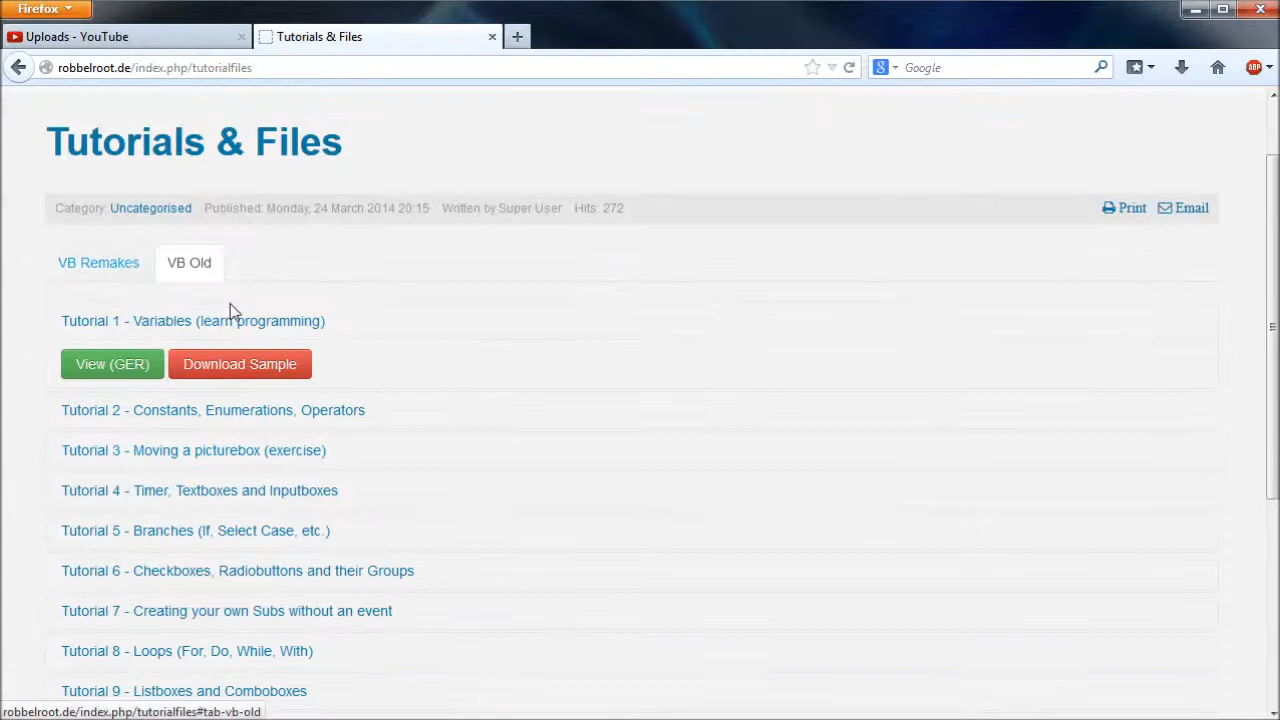 Firefox
Uploads - YouTube
Tutorials & Files
robbelroot.de/index.php/tutorialfiles
Google
ABP
Tutorials & Files
Category: Uncategorised Published: Monday, 24 March 2014 20:15 Written by Super User Hits: 272
Print Email
VB Remakes VB Old
Tutorial 1 - Variables (learn programming)
View (GER) Download Sample
Tutorial 2 - Constants, Enumerations, Operators
Tutorial 3 - Moving a picturebox (exercise)
Tutorial 4 - Timer, Textboxes and Inputboxes
Tutorial 5 - Branches (If, Select Case, etc.)
Tutorial 6 - Checkboxes, Radiobuttons and their Groups
Tutorial 7 - Creating your own Subs without an event
Tutorial 8 - Loops (For, Do, While, With)
Tutorial 9 - Listboxes and Comboboxes
robbelroot.de/index.php/tutorialfiles#tab-vb-old